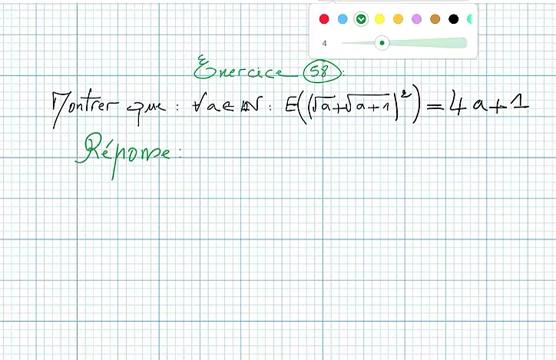 4
Exercice 58:
Montrer que : ∀a∈ℕ : E((√a+√(a+1))²) = 4a+1
Réponse: